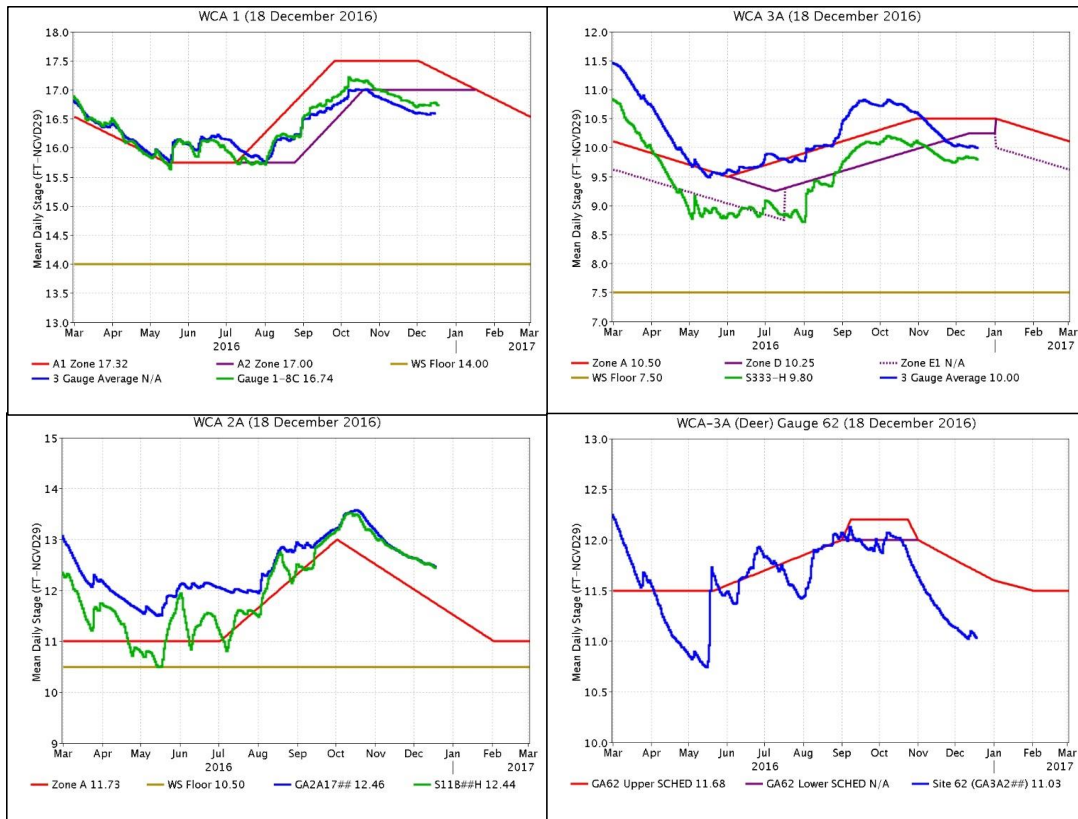 WCA 1 (18 December 2016)
Mean Daily Stage (FT-NGVD29)
18.0
17.5
17.0
16.5
16.0
15.5
15.0
14.5
14.0
13.5
13.0
Mar Apr May Jun Jul Aug Sep Oct Nov Dec Jan Feb Mar
2016 | 2017
A1 Zone 17.32 A2 Zone 17.00 WS Floor 14.00
3 Gauge Average N/A Gauge 1-8C 16.74
WCA 3A (18 December 2016)
Mean Daily Stage (FT-NGVD29)
12.0
11.5
11.0
10.5
10.0
9.5
9.0
8.5
8.0
7.5
7.0
Mar Apr May Jun Jul Aug Sep Oct Nov Dec Jan Feb Mar
2016 | 2017
Zone A 10.50 Zone D 10.25 Zone E1 N/A
WS Floor 7.50 S333-H 9.80 3 Gauge Average 10.00
WCA 2A (18 December 2016)
Mean Daily Stage (FT-NGVD29)
15
14
13
12
11
10
9
Mar Apr May Jun Jul Aug Sep Oct Nov Dec Jan Feb Mar
2016 | 2017
Zone A 11.73 WS Floor 10.50 GA2A17## 12.46 S11B##H 12.44
WCA-3A (Deer) Gauge 62 (18 December 2016)
Mean Daily Stage (FT-NGVD29)
13.0
12.5
12.0
11.5
11.0
10.5
10.0
Mar Apr May Jun Jul Aug Sep Oct Nov Dec Jan Feb Mar
2016 | 2017
GA62 Upper SCHED 11.68 GA62 Lower SCHED N/A Site 62 (GA3A2##) 11.03